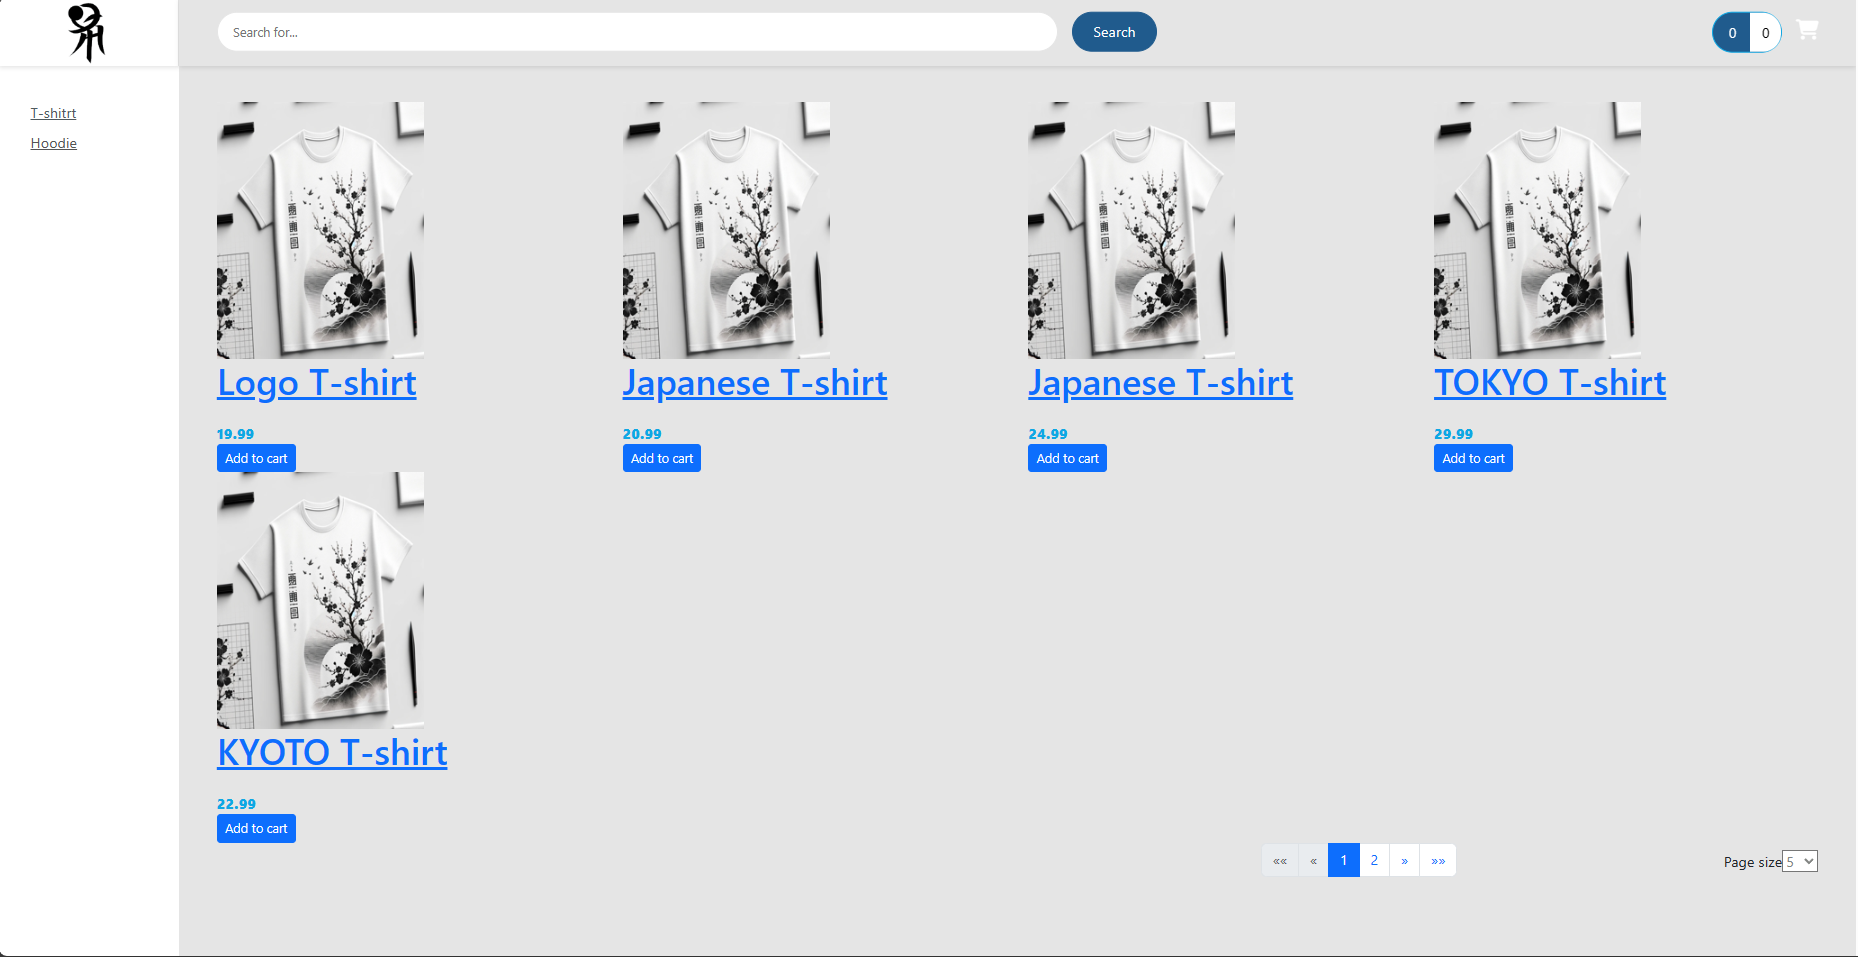 Search for...
Search
0 0
T-shitrt
Hoodie
Logo T-shirt
19.99
Add to cart
Japanese T-shirt
20.99
Add to cart
Japanese T-shirt
24.99
Add to cart
TOKYO T-shirt
29.99
Add to cart
KYOTO T-shirt
22.99
Add to cart
«« « 1 2 » »»
Page size 5